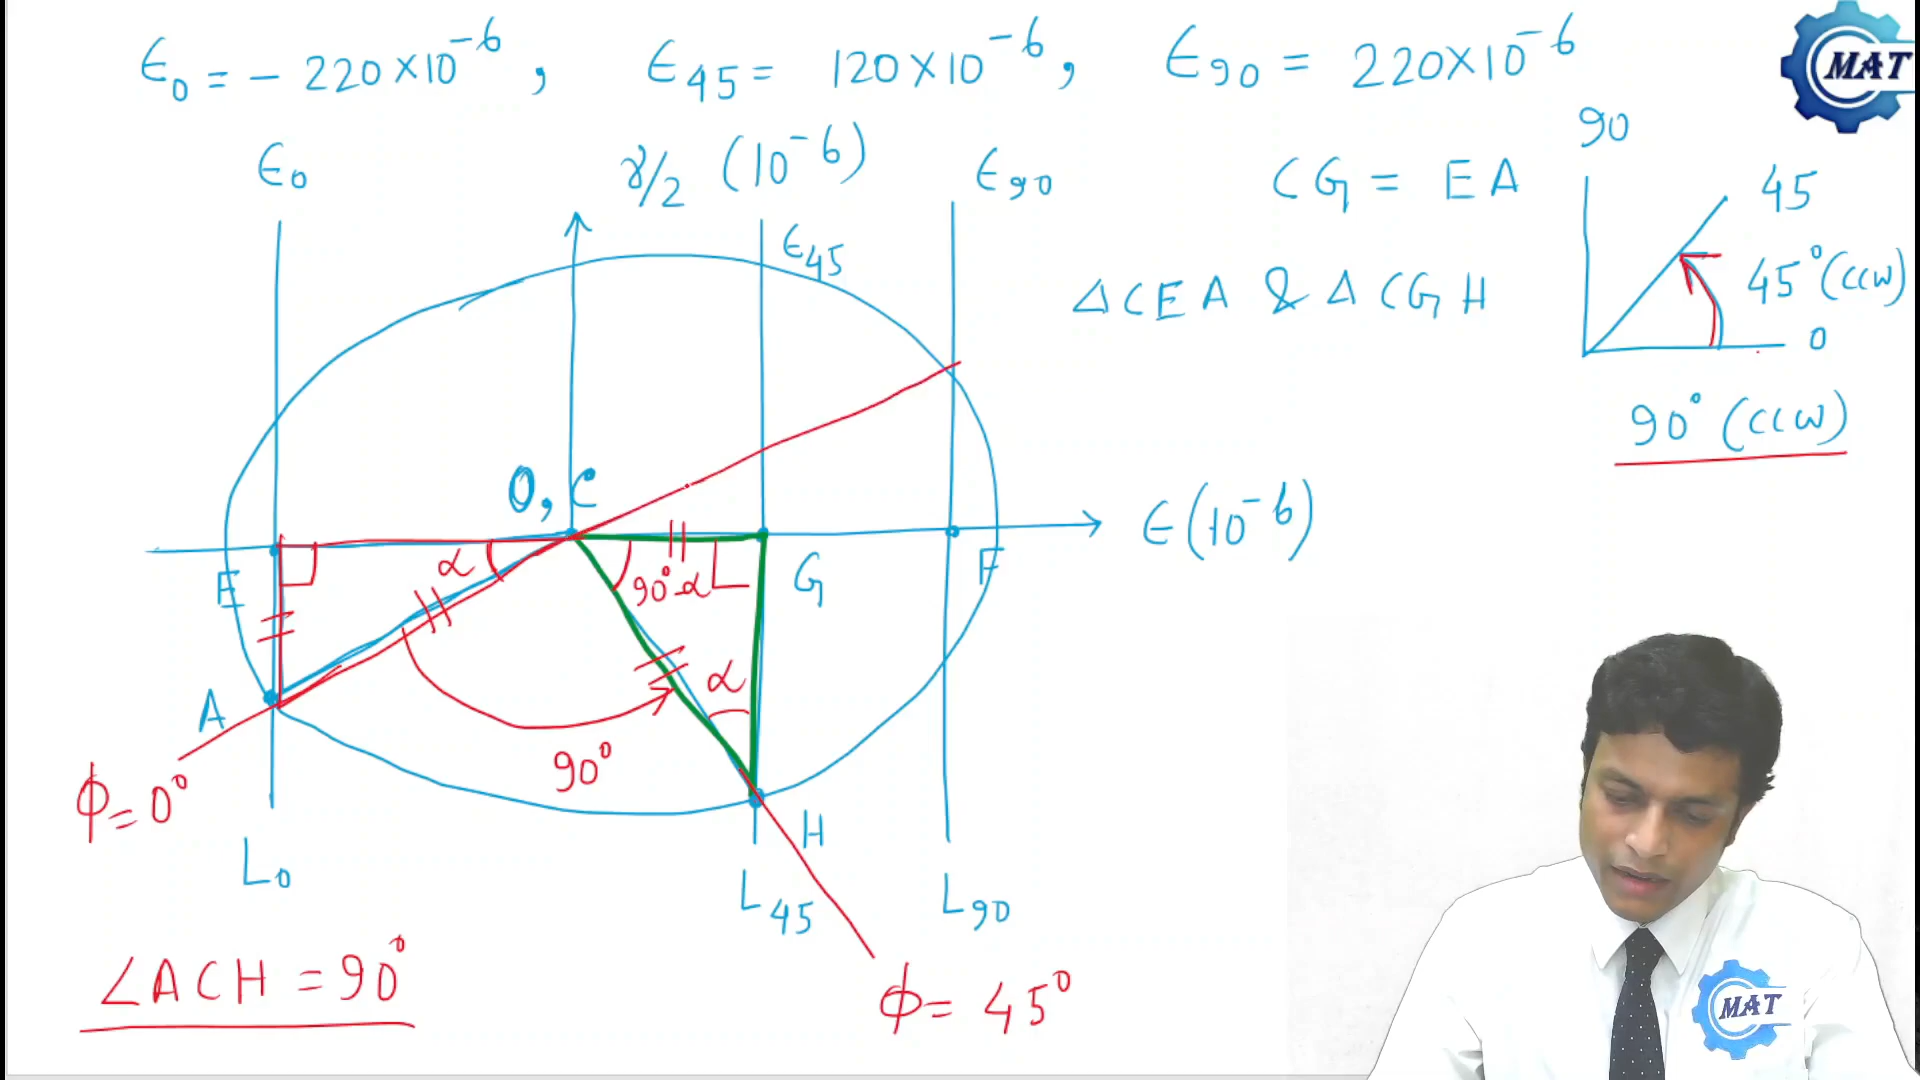 ϵ₀ = - 220×10⁻⁶, ϵ₄₅ = 120×10⁻⁶, ϵ₉₀ = 220×10⁻⁶
MAT
ϵ₀
γ/2 (10⁻⁶)
ϵ₉₀
ϵ₄₅
CG = EA
△CEA & △CGH
90
45
45° (CCW)
0
90° (CCW)
O, C
ϵ (10⁻⁶)
E
α
90°-α
G
F
A
α
90°
H
ϕ = 0°
L₀
L₄₅
L₉₀
∠ACH = 90°
ϕ = 45°
MAT